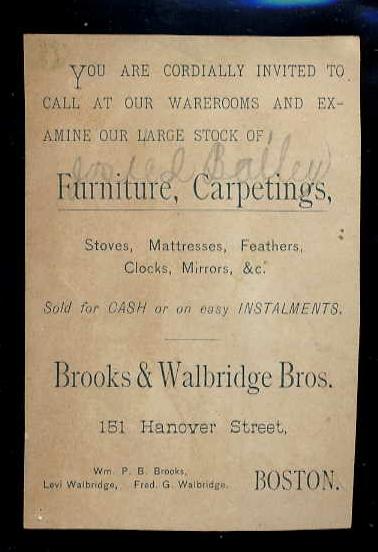 YOU ARE CORDIALLY INVITED TO
CALL AT OUR WAREROOMS AND EX-
AMINE OUR LARGE STOCK OF
Bailey
Furniture, Carpetings,
Stoves, Mattresses, Feathers,
Clocks, Mirrors, &c.
Sold for CASH or on easy INSTALMENTS.
Brooks & Walbridge Bros.
151 Hanover Street,
Wm. P. B. Brooks,
Levi Walbridge, Fred. G. Walbridge.
BOSTON.